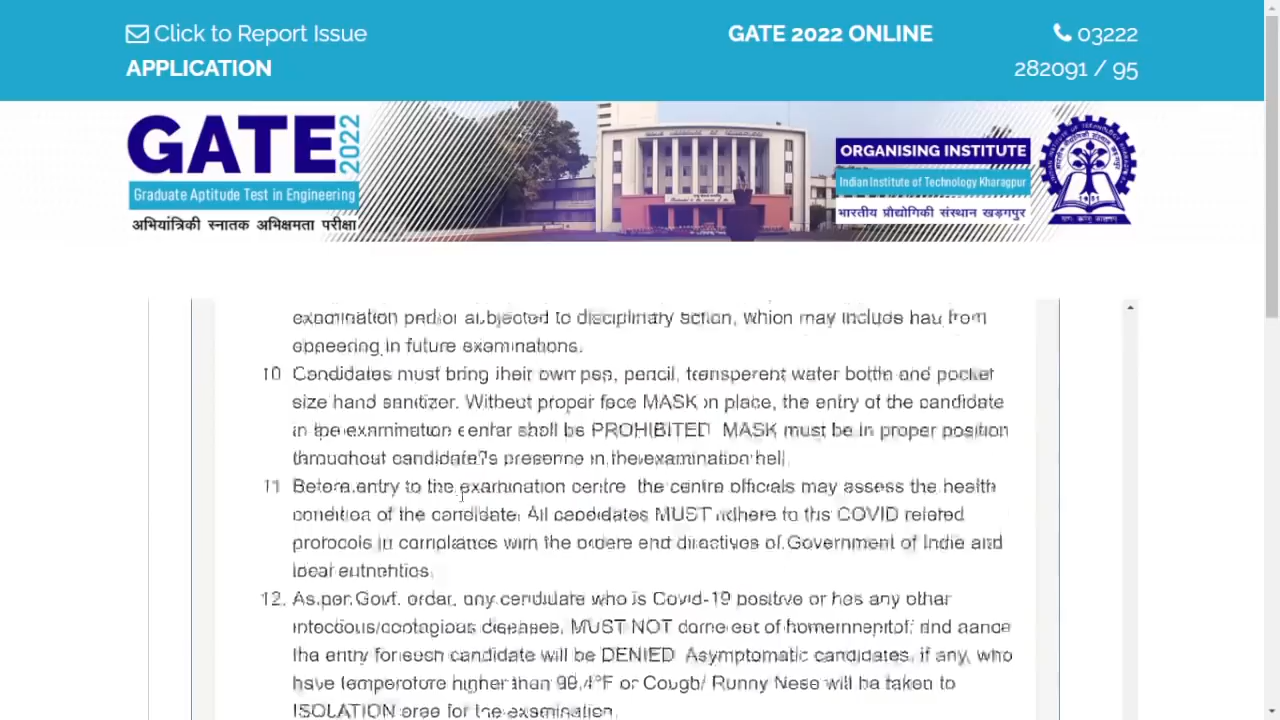 Click to Report Issue
GATE 2022 ONLINE
03222
APPLICATION
282091 / 95
GATE 2022
Graduate Aptitude Test in Engineering
अभियांत्रिकी स्नातक अभिक्षमता परीक्षा
ORGANISING INSTITUTE
Indian Institute of Technology Kharagpur
भारतीय प्रौद्योगिकी संस्थान खड़गपुर
1951
examination and/or subjected to disciplinary action, which may include from
appearing in future examinations.
10 Candidates must bring their own pen, pencil, transparent water bottle and pocket
size hand sanitizer. Without proper face MASK in place, the entry of the candidate
in the examination centar shall be PROHIBITED MASK must be in proper position
throughout candidate?s presence in the examination hall.
11 Before entry to the examination centre the centre officials may assess the health
condition of the candidate. All candidates MUST adhere to the COVID related
protocols in compliance with the orders and directives of Government of India and
local authorities.
12. As per Govt. order, any candidate who is Covid-19 positive or has any other
infectious/contagious disease, MUST NOT come out of home and
the entry for such candidate will be DENIED Asymptomatic candidates, if any, who
have temperature higher than 99.4°F or Cough/ Runny Nose will be taken to
ISOLATION area for the examination.